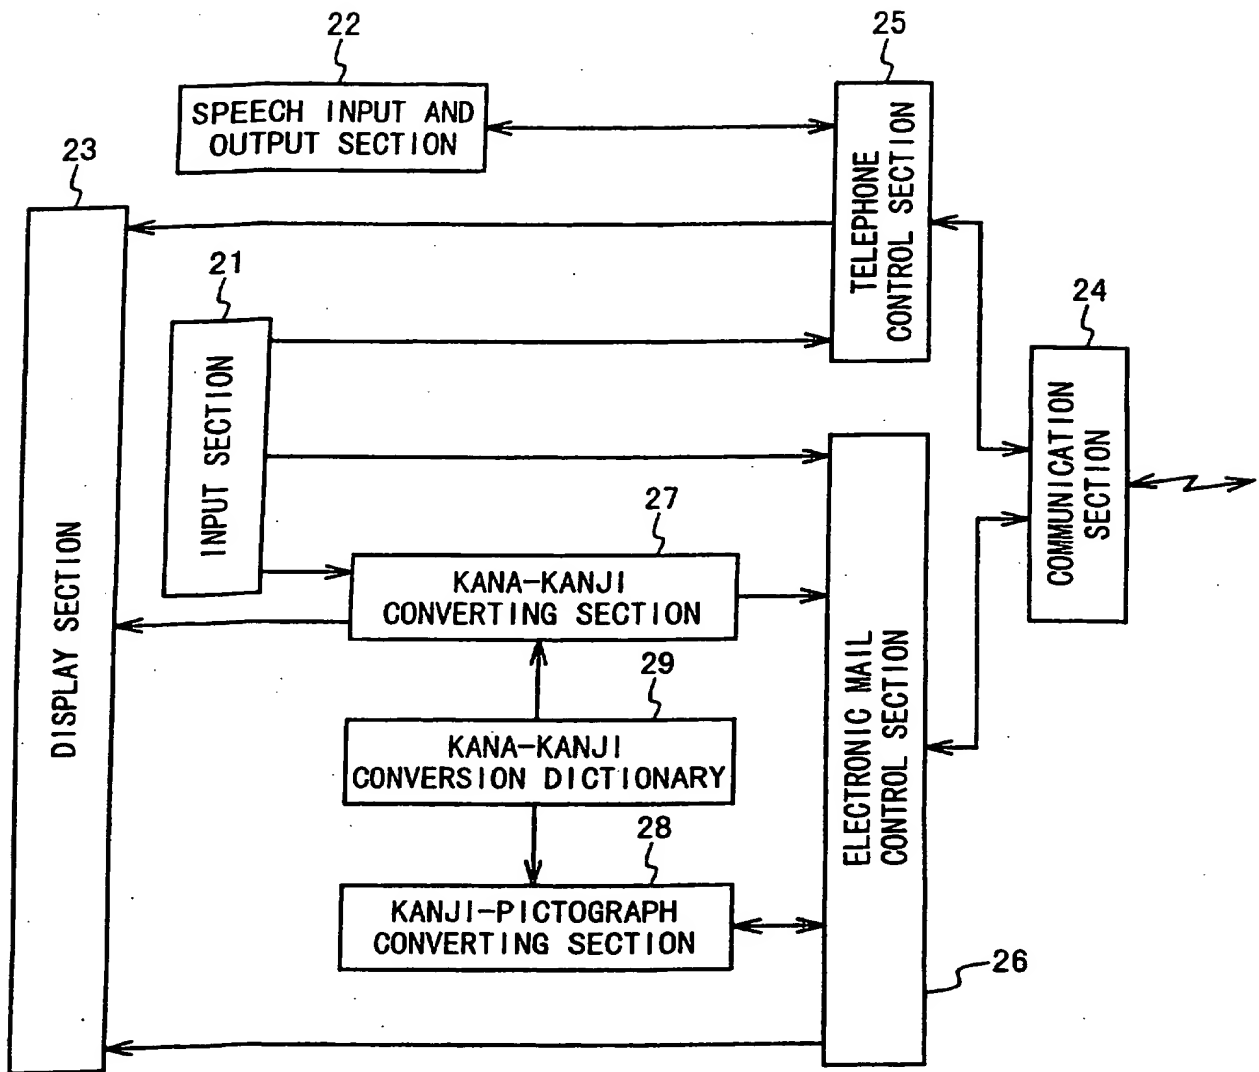 22
SPEECH INPUT AND
OUTPUT SECTION
25
TELEPHONE
CONTROL SECTION
23
DISPLAY SECTION
21
INPUT SECTION
24
COMMUNICATION
SECTION
27
KANA-KANJI
CONVERTING SECTION
29
KANA-KANJI
CONVERSION DICTIONARY
28
KANJI-PICTOGRAPH
CONVERTING SECTION
ELECTRONIC MAIL
CONTROL SECTION
26